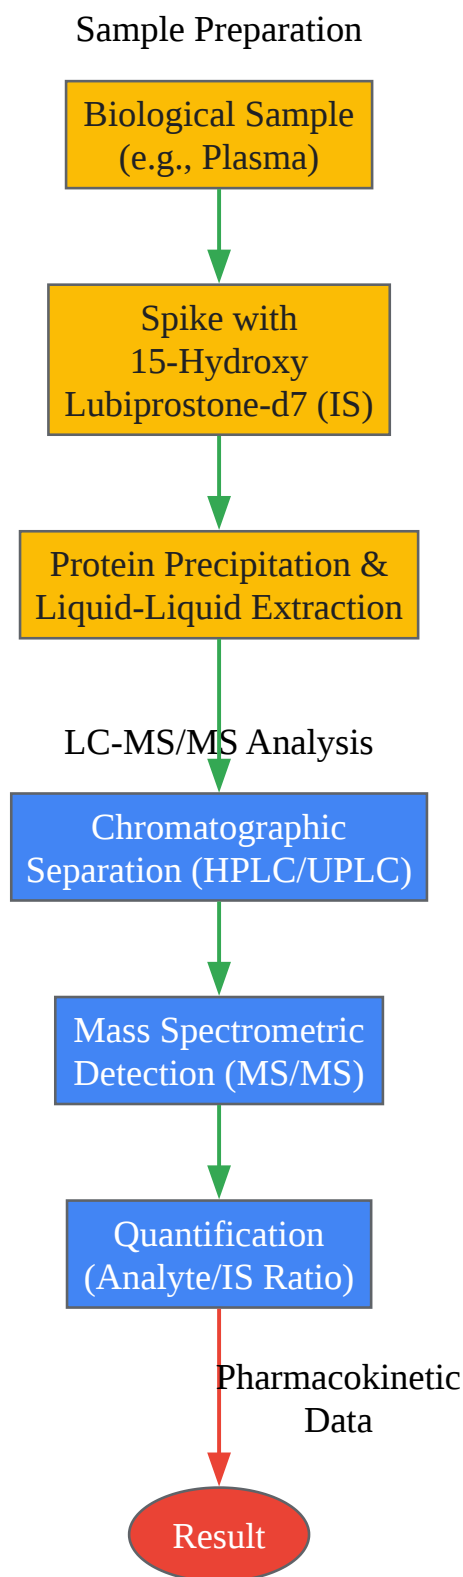 Sample Preparation
Biological Sample
(e.g., Plasma)
Spike with
15-Hydroxy
Lubiprostone-d7 (IS)
Protein Precipitation &
Liquid-Liquid Extraction
LC-MS/MS Analysis
Chromatographic
Separation (HPLC/UPLC)
Mass Spectrometric
Detection (MS/MS)
Quantification
(Analyte/IS Ratio)
Pharmacokinetic
Data
Result